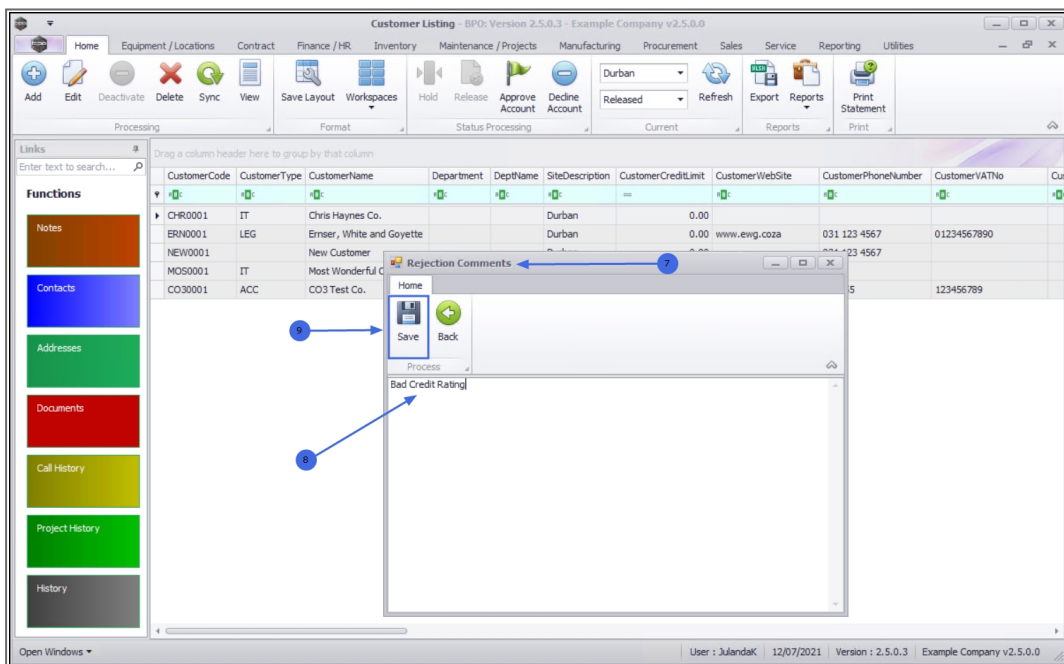 Customer Listing - BPO: Version 2.5.0.3 - Example Company v2.5.0.0
Home Equipment / Locations Contract Finance / HR Inventory Maintenance / Projects Manufacturing Procurement Sales Service Reporting Utilities
Add Edit Deactivate Delete Sync View Save Layout Workspaces Hold Release Approve Account Decline Account Durban Released Refresh Export Reports Print Statement
Processing Format Status Processing Current Reports Print
Links
Enter text to search...
Drag a column header here to group by that column
CustomerCode CustomerType CustomerName Department DeptName SiteDescription CustomerCreditLimit CustomerWebSite CustomerPhoneNumber CustomerVATNo
Functions
CHR0001 IT Chris Haynes Co. Durban 0.00
ERN0001 LEG Ernser, White and Goyette Durban 0.00 www.ewg.coza 031 123 4567 01234567890
NEW0001 New Customer
MOS0001 IT Most Wonderful
CO30001 ACC CO3 Test Co. 123456789
Notes
Contacts
Addresses
Documents
Call History
Project History
History
Rejection Comments
7
Home
Save Back
9
Process
Bad Credit Rating
8
Open Windows
User : JulandaK 12/07/2021 Version : 2.5.0.3 Example Company v2.5.0.0